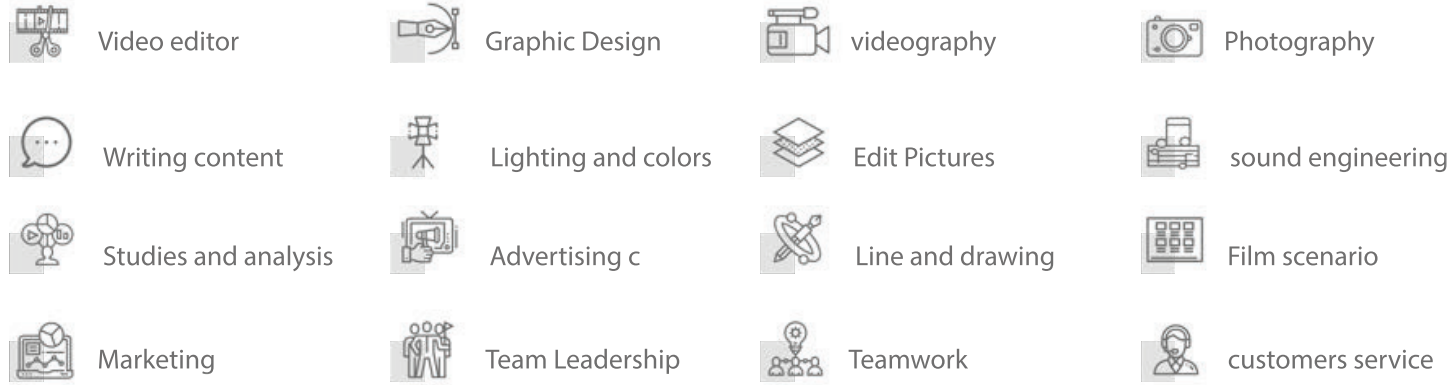 Video editor
Graphic Design
videography
Photography
Writing content
Lighting and colors
Edit Pictures
sound engineering
Studies and analysis
Advertising c
Line and drawing
Film scenario
Marketing
Team Leadership
Teamwork
customers service